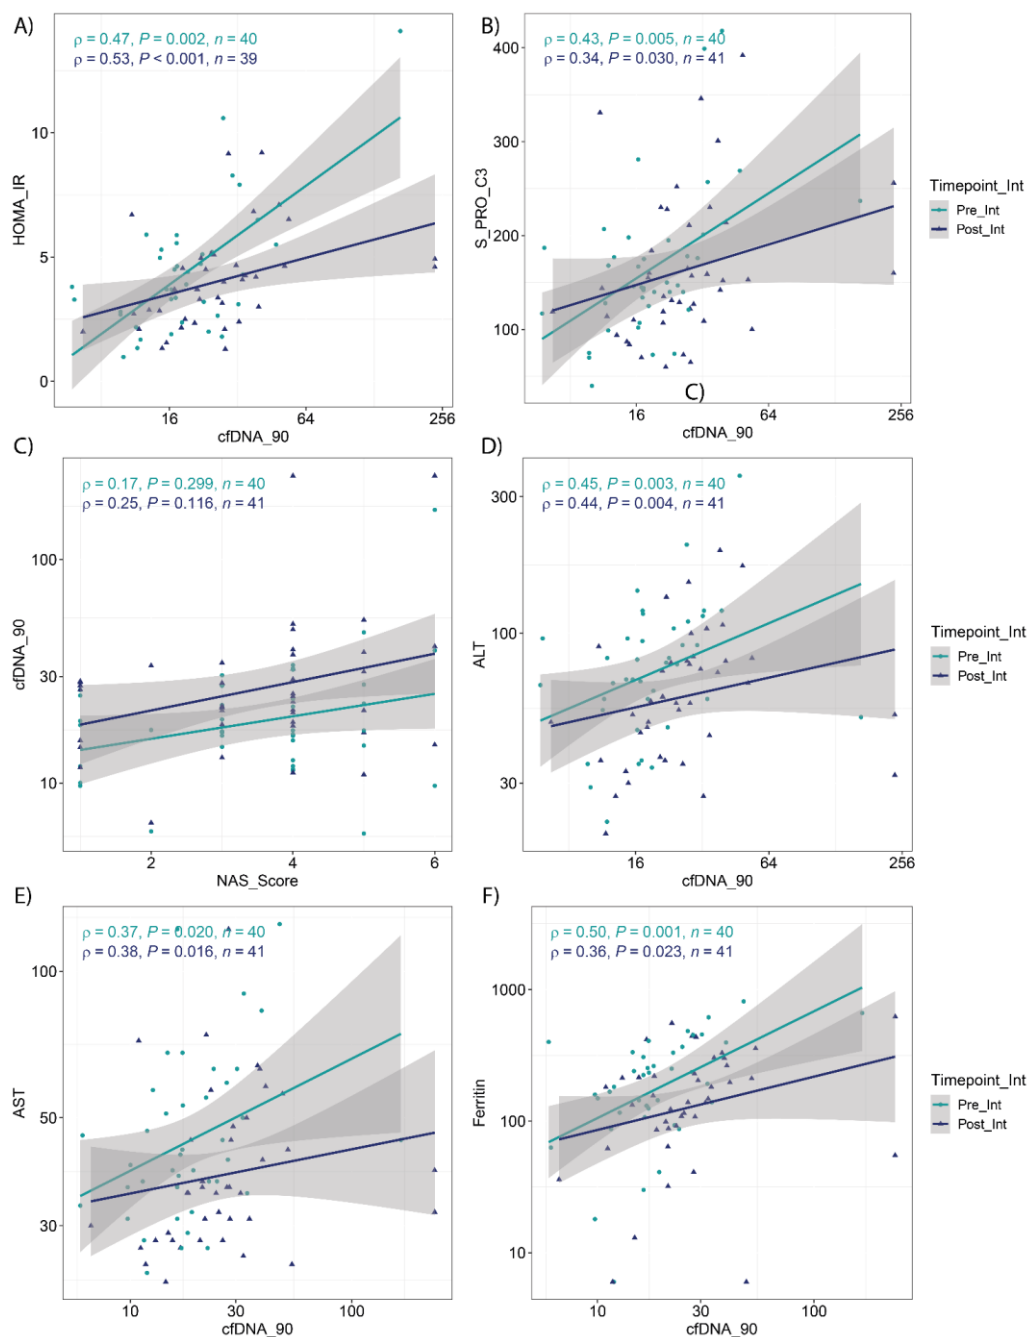 A)
ρ = 0.47, P = 0.002, n = 40
ρ = 0.53, P < 0.001, n = 39
HOMA_IR
10
5
0
16
64
256
cfDNA_90
B)
ρ = 0.43, P = 0.005, n = 40
ρ = 0.34, P = 0.030, n = 41
S_PRO_C3
400
300
200
100
C)
16
64
256
cfDNA_90
Timepoint_Int
Pre_Int
Post_Int
C)
ρ = 0.17, P = 0.299, n = 40
ρ = 0.25, P = 0.116, n = 41
cfDNA_90
100
30
10
2
4
6
NAS_Score
D)
ρ = 0.45, P = 0.003, n = 40
ρ = 0.44, P = 0.004, n = 41
ALT
300
100
30
16
64
256
cfDNA_90
Timepoint_Int
Pre_Int
Post_Int
E)
ρ = 0.37, P = 0.020, n = 40
ρ = 0.38, P = 0.016, n = 41
AST
100
50
30
10
30
100
cfDNA_90
F)
ρ = 0.50, P = 0.001, n = 40
ρ = 0.36, P = 0.023, n = 41
Ferritin
1000
100
10
10
30
100
cfDNA_90
Timepoint_Int
Pre_Int
Post_Int